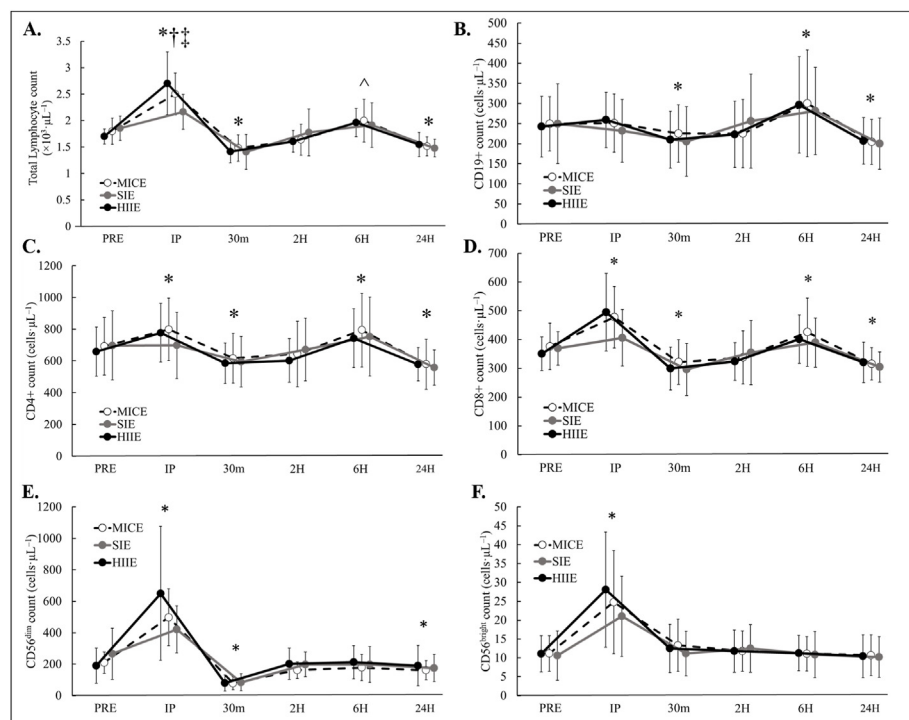 A.
Total Lymphocyte count
(×10³·µL⁻¹)
3.5
3
2.5
2
1.5
1
0.5
0
*†‡
*
^
*
MICE
SIE
HIIE
PRE IP 30m 2H 6H 24H
B.
CD19+ count (cells·µL⁻¹)
500
450
400
350
300
250
200
150
100
50
0
*
*
*
MICE
SIE
HIIE
PRE IP 30m 2H 6H 24H
C.
CD4+ count (cells·µL⁻¹)
1200
1000
800
600
400
200
0
*
*
*
*
MICE
SIE
HIIE
PRE IP 30m 2H 6H 24H
D.
CD8+ count (cells·µL⁻¹)
700
600
500
400
300
200
100
0
*
*
*
*
MICE
SIE
HIIE
PRE IP 30m 2H 6H 24H
E.
CD56ᵈⁱᵐ count (cells·µL⁻¹)
1200
1000
800
600
400
200
0
*
*
*
MICE
SIE
HIIE
PRE IP 30m 2H 6H 24H
F.
CD56ᵇʳⁱᵍʰᵗ count (cells·µL⁻¹)
50
45
40
35
30
25
20
15
10
5
0
*
MICE
SIE
HIIE
PRE IP 30m 2H 6H 24H